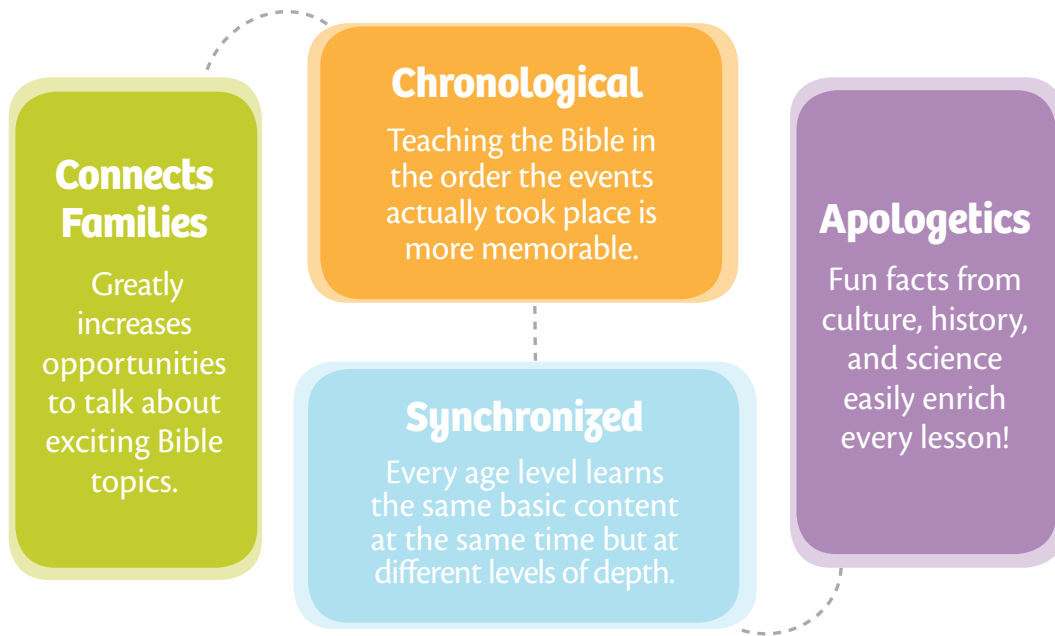 Connects
Families
Greatly
increases
opportunities
to talk about
exciting Bible
topics.
Chronological
Teaching the Bible in
the order the events
actually took place is
more memorable.
Synchronized
Every age level learns
the same basic content
at the same time but at
different levels of depth.
Apologetics
Fun facts from
culture, history,
and science
easily enrich
every lesson!